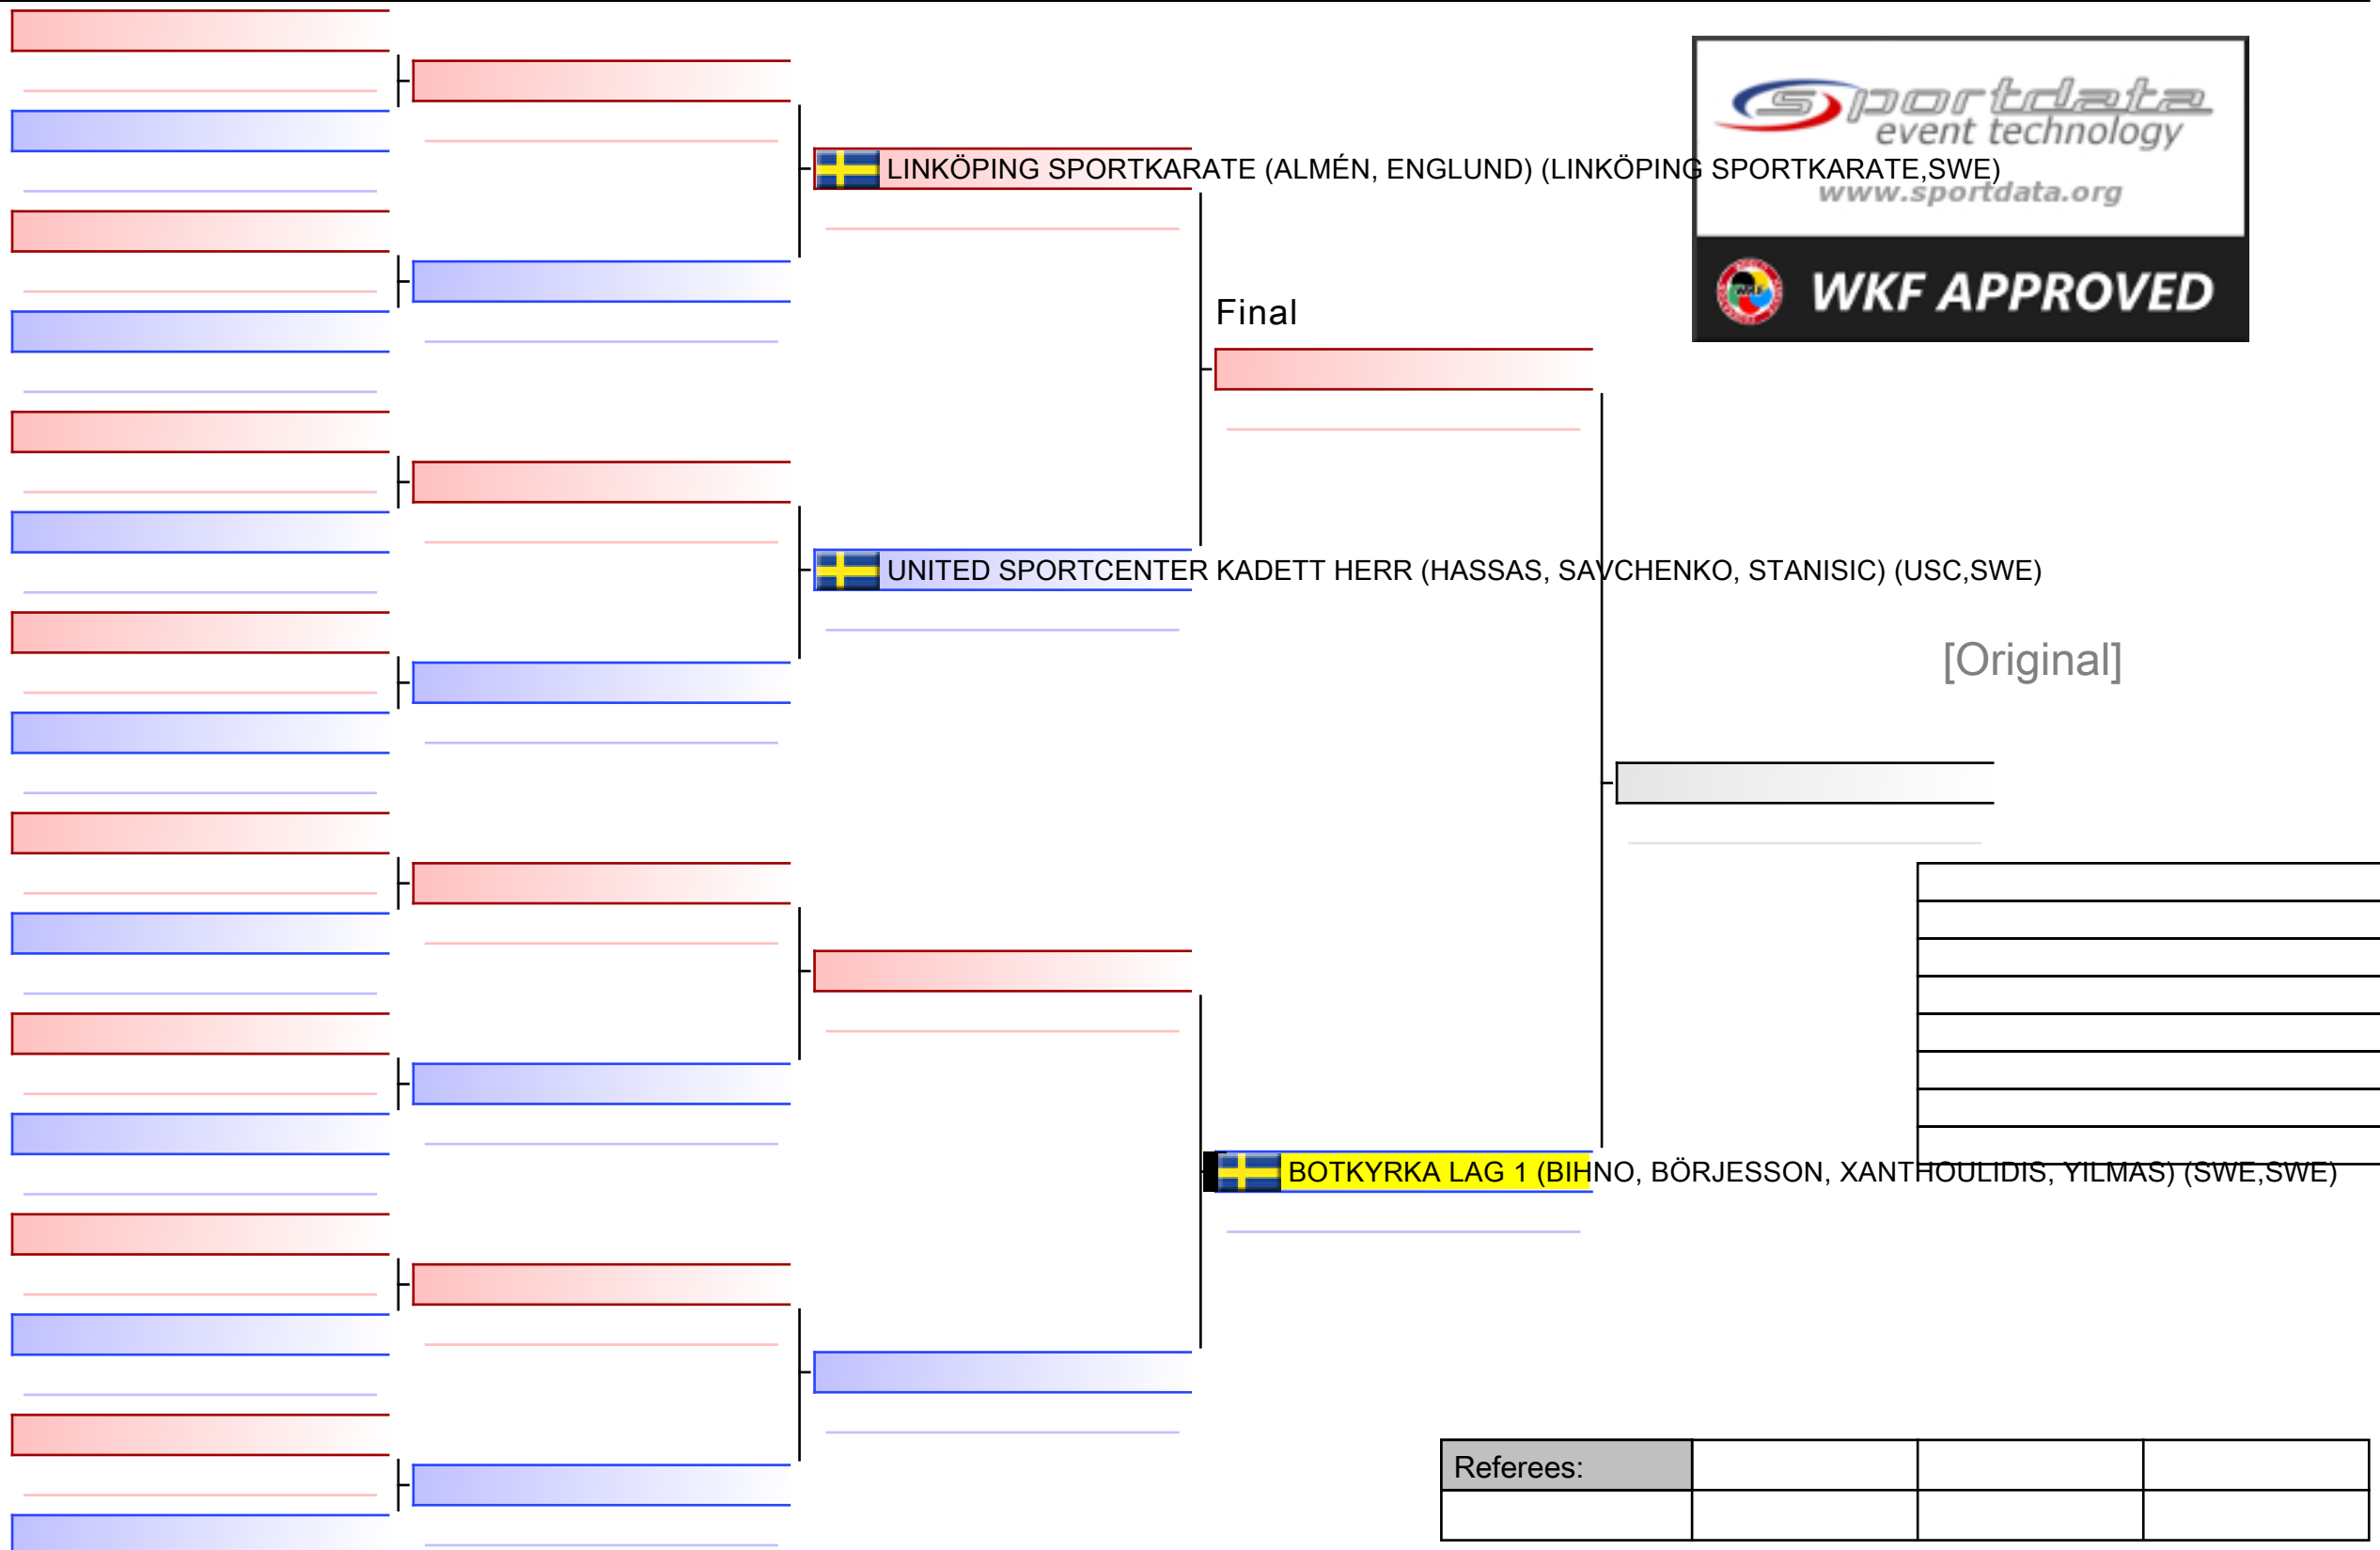 sportdata
event technology
LINKÖPING SPORTKARATE (ALMÉN, ENGLUND) (LINKÖPING SPORTKARATE,SWE)
www.sportdata.org
WKF APPROVED
Final
UNITED SPORTCENTER KADETT HERR (HASSAS, SAVCHENKO, STANISIC) (USC,SWE)
[Original]
BOTKYRKA LAG 1 (BIHNO, BÖRJESSON, XANTHOULIDIS, YILMAS) (SWE,SWE)
Referees: